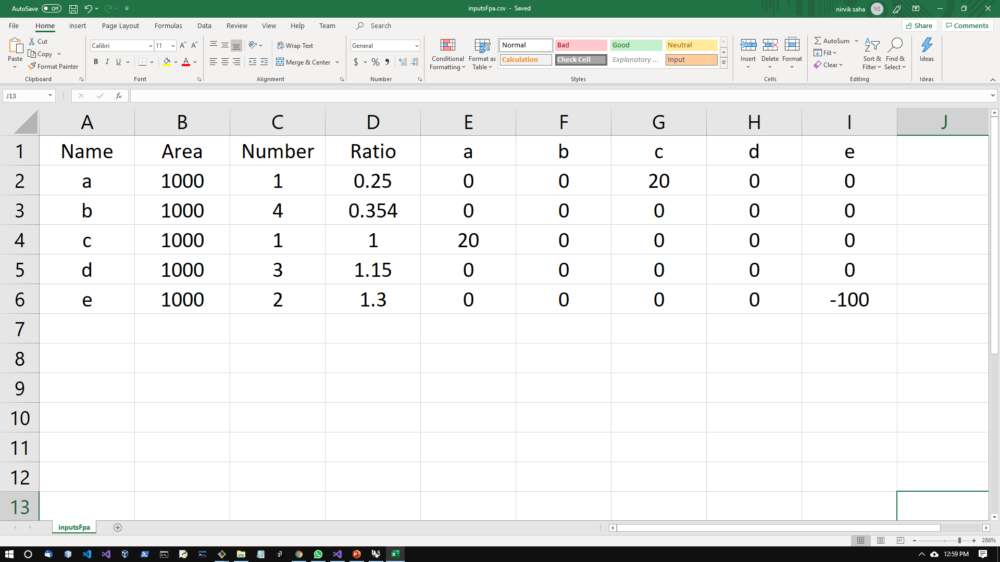 AutoSave Off inputsFpa.csv - Saved nirvik saha NS
File Home Insert Page Layout Formulas Data Review View Help Team Search Share Comments
Paste Cut Copy Format Painter Clipboard
Calibri 11 A A B I U A Font
ab Wrap Text Merge & Center Alignment
General $ % Number
Conditional Formatting Format as Table
Normal Bad Good Neutral
Calculation Check Cell Explanatory ... Input
Styles
Insert Delete Format Cells
AutoSum Fill Clear Sort & Filter Find & Select Editing
Ideas Ideas
J13 fx
A B C D E F G H I J
1 Name Area Number Ratio a b c d e
2 a 1000 1 0.25 0 0 20 0 0
3 b 1000 4 0.354 0 0 0 0 0
4 c 1000 1 1 20 0 0 0 0
5 d 1000 3 1.15 0 0 0 0 0
6 e 1000 2 1.3 0 0 0 0 -100
7
8
9
10
11
12
13
inputsFpa
286%
12:59 PM